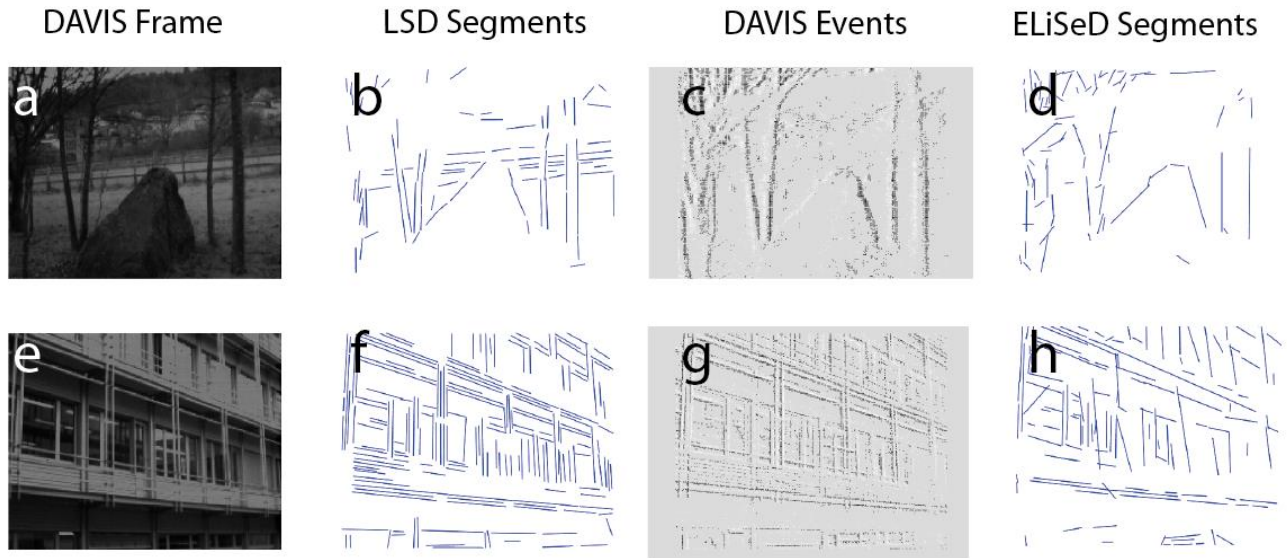 DAVIS Frame LSD Segments DAVIS Events ELiSeD Segments
a b c d
e f g h